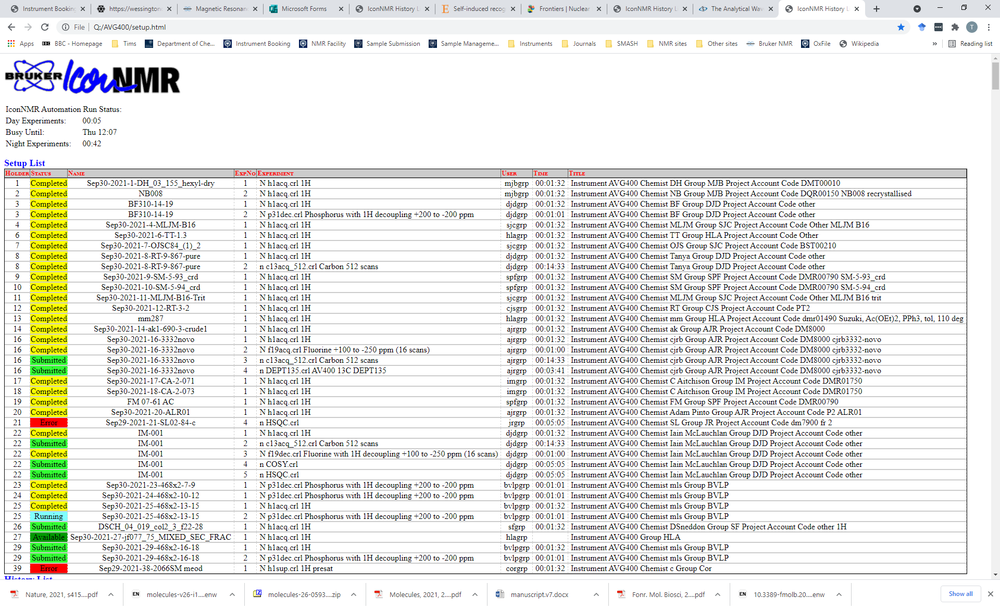 Instrument Booking
https://wessington
Magnetic Resonan
Microsoft Forms
IconNMR History L
Self-induced recog
Frontiers | Nuclear
IconNMR History L
The Analytical Wav
IconNMR History L
File Q:/AVG400/setup.html
T
Apps BBC - Homepage Tims Department of Che... Instrument Booking NMR Facility Sample Submission Sample Manageme... Instruments Journals SMASH NMR sites Other sites Bruker NMR OxFile Wikipedia » Reading list
BRUKER IconNMR
IconNMR Automation Run Status:
Day Experiments: 00:05
Busy Until: Thu 12:07
Night Experiments: 00:42
Setup List
Holder Status Name ExpNo Experiment User Time Title
1 Completed Sep30-2021-1-DH_03_155_hexyl-dry 1 N h1acq.crl 1H mjbgrp 00:01:32 Instrument AVG400 Chemist DH Group MJB Project Account Code DMT00010
2 Completed NB008 2 N h1acq.crl 1H mjbgrp 00:01:32 Instrument AVG400 Chemist NB Group MJB Project Account Code DQR00150 NB008 recrystallised
3 Completed BF310-14-19 1 N h1acq.crl 1H djdgrp 00:01:32 Instrument AVG400 Chemist BF Group DJD Project Account Code other
3 Completed BF310-14-19 2 N p31dec.crl Phosphorus with 1H decoupling +200 to -200 ppm djdgrp 00:01:01 Instrument AVG400 Chemist BF Group DJD Project Account Code other
4 Completed Sep30-2021-4-MLJM-B16 1 N h1acq.crl 1H sjcgrp 00:01:32 Instrument AVG400 Chemist MLJM Group SJC Project Account Code Other MLJM B16
6 Completed Sep30-2021-6-TT-1.3 1 N h1acq.crl 1H hlagrp 00:01:32 Instrument AVG400 Chemist TT Group HLA Project Account Code Other
7 Completed Sep30-2021-7-OJSC84_(1)_2 1 N h1acq.crl 1H sjcgrp 00:01:32 Instrument AVG400 Chemist OJS Group SJC Project Account Code BST00210
8 Completed Sep30-2021-8-RT-9-867-pure 1 N h1acq.crl 1H djdgrp 00:01:32 Instrument AVG400 Chemist Tanya Group DJD Project Account Code other
8 Completed Sep30-2021-8-RT-9-867-pure 2 n c13acq_512.crl Carbon 512 scans djdgrp 00:14:33 Instrument AVG400 Chemist Tanya Group DJD Project Account Code other
9 Completed Sep30-2021-9-SM-5-93_crd 1 N h1acq.crl 1H spfgrp 00:01:32 Instrument AVG400 Chemist SM Group SPF Project Account Code DMR00790 SM-5-93_crd
10 Completed Sep30-2021-10-SM-5-94_crd 1 N h1acq.crl 1H spfgrp 00:01:32 Instrument AVG400 Chemist SM Group SPF Project Account Code DMR00790 SM-5-94_crd
11 Completed Sep30-2021-11-MLJM-B16-Trit 1 N h1acq.crl 1H sjcgrp 00:01:32 Instrument AVG400 Chemist MLJM Group SJC Project Account Code Other MLJM B16 trit
12 Completed Sep30-2021-12-RT-3-2 1 N h1acq.crl 1H cjsgrp 00:01:32 Instrument AVG400 Chemist RT Group CJS Project Account Code PT2
13 Completed mm287 1 N h1acq.crl 1H hlagrp 00:01:32 Instrument AVG400 Chemist mm Group HLA Project Account Code dmr01490 Suzuki, Ac(OEt)2, PPh3, tol, 110 deg
14 Completed Sep30-2021-14-ak1-690-3-crude1 1 N h1acq.crl 1H ajrgrp 00:01:32 Instrument AVG400 Chemist ak Group AJR Project Account Code DM8000
16 Completed Sep30-2021-16-3332novo 1 N h1acq.crl 1H ajrgrp 00:01:32 Instrument AVG400 Chemist cjrb Group AJR Project Account Code DM8000 cjrb3332-novo
16 Completed Sep30-2021-16-3332novo 2 N f19acq.crl Fluorine +100 to -250 ppm (16 scans) ajrgrp 00:01:00 Instrument AVG400 Chemist cjrb Group AJR Project Account Code DM8000 cjrb3332-novo
16 Submitted Sep30-2021-16-3332novo 3 n c13acq_512.crl Carbon 512 scans ajrgrp 00:14:33 Instrument AVG400 Chemist cjrb Group AJR Project Account Code DM8000 cjrb3332-novo
16 Submitted Sep30-2021-16-3332novo 4 n DEPT135.crl AV400 13C DEPT135 ajrgrp 00:03:41 Instrument AVG400 Chemist cjrb Group AJR Project Account Code DM8000 cjrb3332-novo
17 Completed Sep30-2021-17-CA-2-071 1 N h1acq.crl 1H imgrp 00:01:32 Instrument AVG400 Chemist C Aitchison Group IM Project Account Code DMR01750
18 Completed Sep30-2021-18-CA-2-073 1 N h1acq.crl 1H imgrp 00:01:32 Instrument AVG400 Chemist C Aitchison Group IM Project Account Code DMR01750
19 Completed FM 07-61 AC 1 N h1acq.crl 1H spfgrp 00:01:32 Instrument AVG400 Chemist FM Group SPF Project Account Code DMR00790
20 Completed Sep30-2021-20-ALR01 1 N h1acq.crl 1H ajrgrp 00:01:32 Instrument AVG400 Chemist Adam Pinto Group AJR Project Account Code P2 ALR01
21 Error Sep29-2021-21-SL02-84-c 4 n HSQC.crl jrgrp 00:05:05 Instrument AVG400 Chemist SL Group JR Project Account Code dm7900 fr 2
22 Completed IM-001 1 N h1acq.crl 1H djdgrp 00:01:32 Instrument AVG400 Chemist Iain McLauchlan Group DJD Project Account Code other
22 Submitted IM-001 2 n c13acq_512.crl Carbon 512 scans djdgrp 00:14:33 Instrument AVG400 Chemist Iain McLauchlan Group DJD Project Account Code other
22 Completed IM-001 3 N f19dec.crl Fluorine with 1H decoupling +100 to -250 ppm (16 scans) djdgrp 00:01:00 Instrument AVG400 Chemist Iain McLauchlan Group DJD Project Account Code other
22 Submitted IM-001 4 n COSY.crl djdgrp 00:05:05 Instrument AVG400 Chemist Iain McLauchlan Group DJD Project Account Code other
22 Submitted IM-001 5 n HSQC.crl djdgrp 00:05:05 Instrument AVG400 Chemist Iain McLauchlan Group DJD Project Account Code other
23 Completed Sep30-2021-23-468x2-7-9 1 N p31dec.crl Phosphorus with 1H decoupling +200 to -200 ppm bvlpgrp 00:01:01 Instrument AVG400 Chemist mls Group BVLP
24 Completed Sep30-2021-24-468x2-10-12 1 N p31dec.crl Phosphorus with 1H decoupling +200 to -200 ppm bvlpgrp 00:01:01 Instrument AVG400 Chemist mls Group BVLP
25 Completed Sep30-2021-25-468x2-13-15 1 N h1acq.crl 1H bvlpgrp 00:01:32 Instrument AVG400 Chemist mls Group BVLP
25 Running Sep30-2021-25-468x2-13-15 2 N p31dec.crl Phosphorus with 1H decoupling +200 to -200 ppm bvlpgrp 00:01:01 Instrument AVG400 Chemist mls Group BVLP
26 Submitted DSCH_04_019_col2_3_f22-28 1 N h1acq.crl 1H sfgrp 00:01:32 Instrument AVG400 Chemist DSneddon Group SF Project Account Code other 1H
27 Available Sep30-2021-27-jf077_75_MIXED_SEC_FRAC 1 N h1acq.crl 1H hlagrp Instrument AVG400 Group HLA
29 Submitted Sep30-2021-29-468x2-16-18 1 N h1acq.crl 1H bvlpgrp 00:01:32 Instrument AVG400 Chemist mls Group BVLP
29 Submitted Sep30-2021-29-468x2-16-18 2 N p31dec.crl Phosphorus with 1H decoupling +200 to -200 ppm bvlpgrp 00:01:01 Instrument AVG400 Chemist mls Group BVLP
39 Error Sep29-2021-38-2066SM meod 1 N h1sup.crl 1H presat corgrp 00:01:32 Instrument AVG400 Chemist c Group Cor
History List
Nature, 2021, s415....pdf
EN molecules-v26-i1....enw
molecules-26-0593....zip
Molecules, 2021, 2....pdf
manuscript.v7.docx
Fonr. Mol. Biosci, 2....pdf
EN 10.3389-fmolb.20....enw
Show all